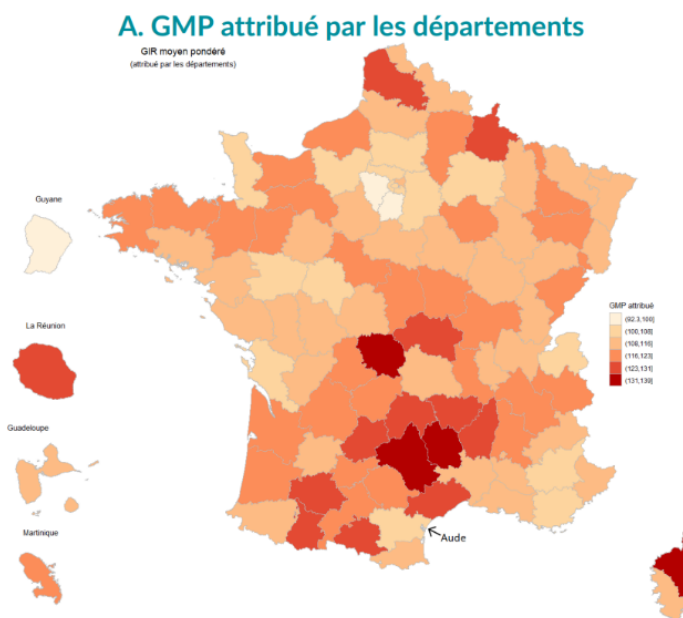 A. GMP attribué par les départements
GIR moyen pondéré
(attribué par les départements)
Guyane
La Réunion
Guadeloupe
Martinique
GMP attribué
(92.3,100]
(100,108]
(108,116]
(116,123]
(123,131]
(131,139]
Aude